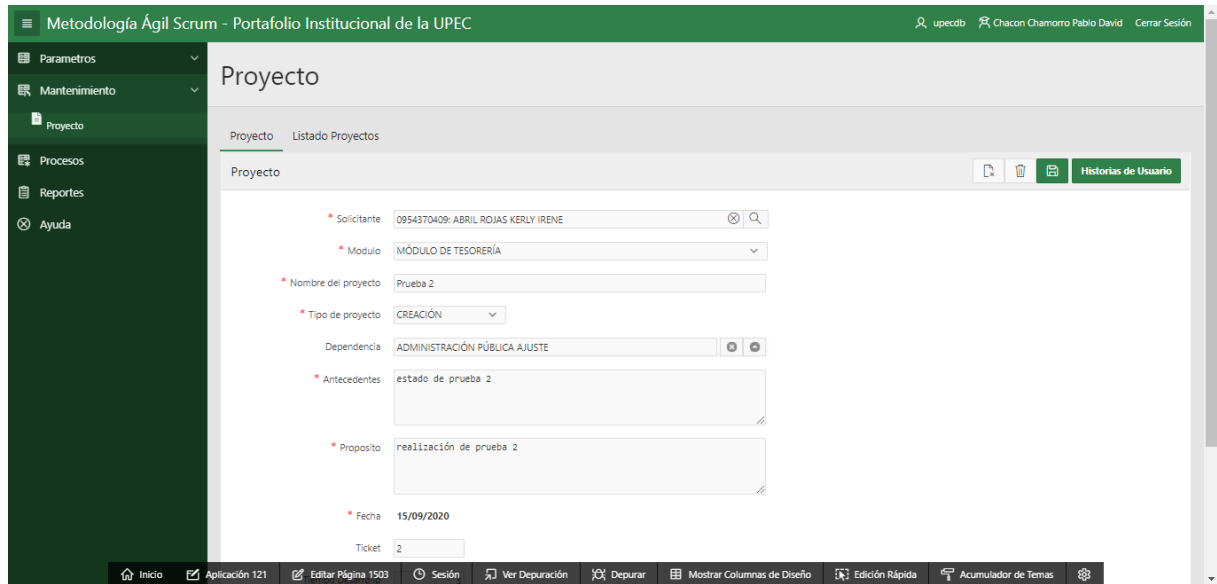 Metodología Ágil Scrum - Portafolio Institucional de la UPEC
upecdb Chacon Chamorro Pablo David Cerrar Sesión
Parametros
Mantenimiento
Proyecto
Procesos
Reportes
Ayuda
Proyecto
Proyecto Listado Proyectos
Proyecto Historias de Usuario
* Solicitante 0954370409: ABRIL ROJAS KERLY IRENE
* Modulo MÓDULO DE TESORERÍA
* Nombre del proyecto Prueba 2
* Tipo de proyecto CREACIÓN
Dependencia ADMINISTRACIÓN PÚBLICA AJUSTE
* Antecedentes estado de prueba 2
* Proposito realización de prueba 2
* Fecha 15/09/2020
Ticket 2
Inicio Aplicación 121 Editar Página 1503 Sesión Ver Depuración Depurar Mostrar Columnas de Diseño Edición Rápida Acumulador de Temas